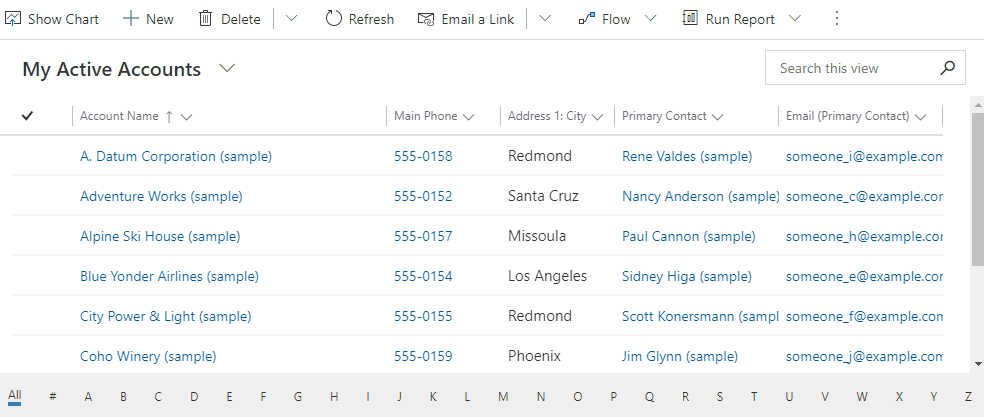 Show Chart New Delete Refresh Email a Link Flow Run Report
My Active Accounts Search this view
Account Name Main Phone Address 1: City Primary Contact Email (Primary Contact)
A. Datum Corporation (sample) 555-0158 Redmond Rene Valdes (sample) someone_i@example.com
Adventure Works (sample) 555-0152 Santa Cruz Nancy Anderson (sample) someone_c@example.cor
Alpine Ski House (sample) 555-0157 Missoula Paul Cannon (sample) someone_h@example.cor
Blue Yonder Airlines (sample) 555-0154 Los Angeles Sidney Higa (sample) someone_e@example.cor
City Power & Light (sample) 555-0155 Redmond Scott Konersmann (sampl someone_f@example.com
Coho Winery (sample) 555-0159 Phoenix Jim Glynn (sample) someone_j@example.com
All # A B C D E F G H I J K L M N O P Q R S T U V W X Y Z